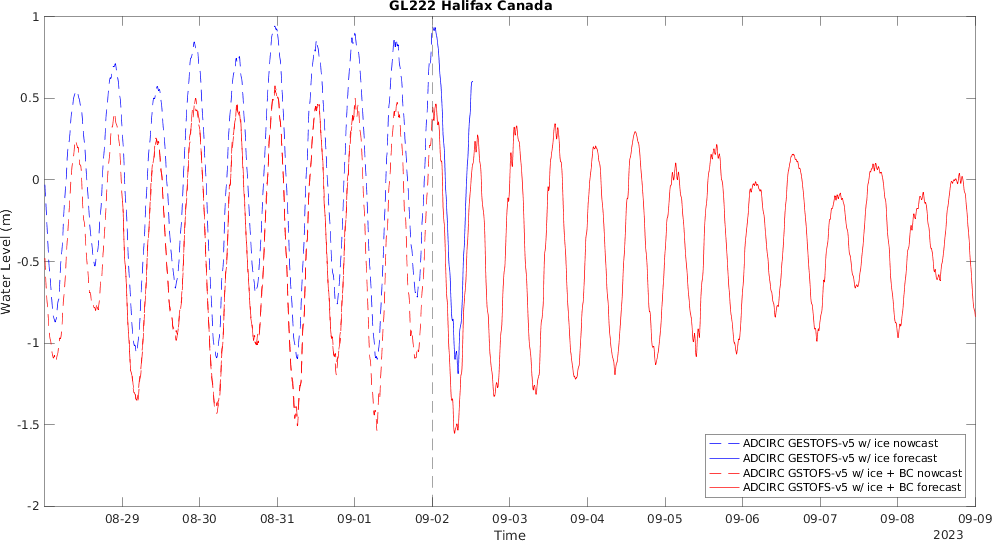 GL222 Halifax Canada
1
0.5
0
-0.5
-1
-1.5
-2
Water Level (m)
ADCIRC GESTOFS-v5 w/ ice nowcast
ADCIRC GESTOFS-v5 w/ ice forecast
ADCIRC GSTOFS-v5 w/ ice + BC nowcast
ADCIRC GSTOFS-v5 w/ ice + BC forecast
08-29 08-30 08-31 09-01 09-02 09-03 09-04 09-05 09-06 09-07 09-08 09-09
Time
2023